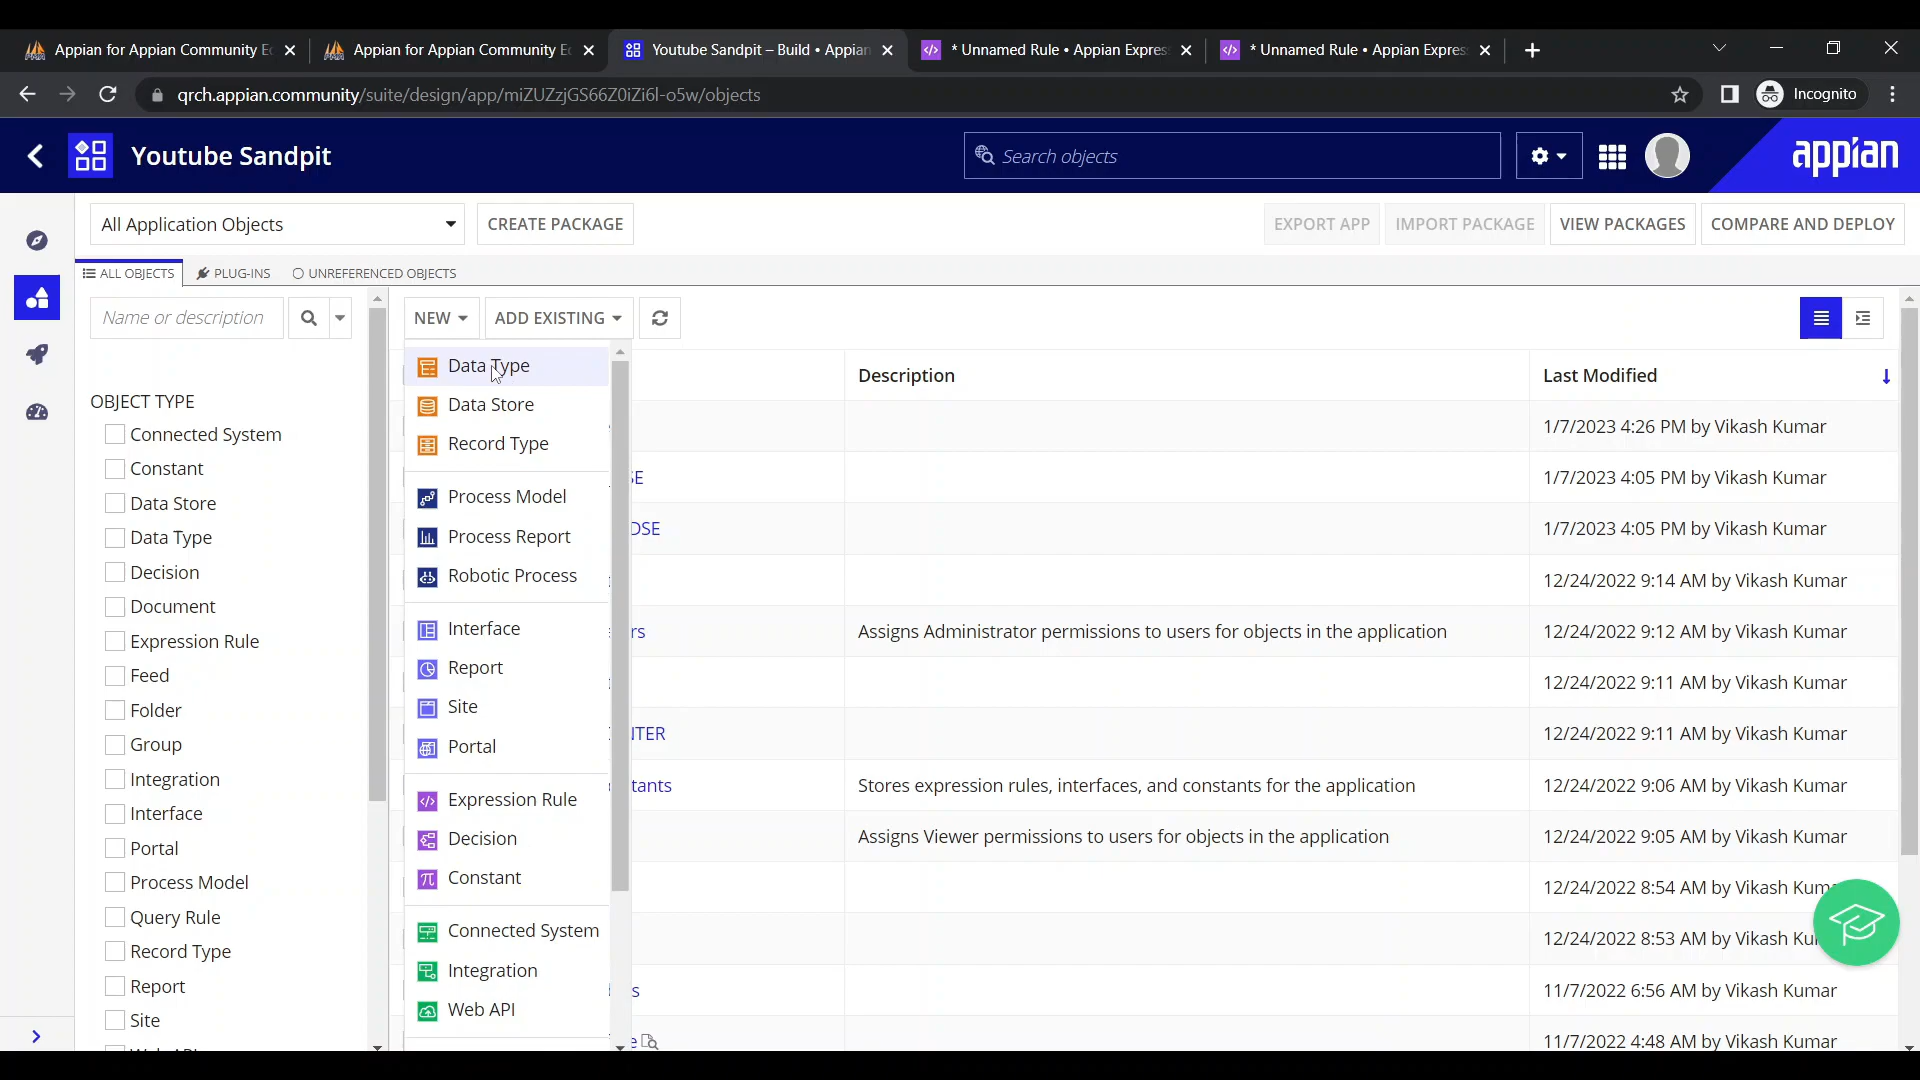 Appian for Appian Community E
Appian for Appian Community E
Youtube Sandpit – Build • Appian
* Unnamed Rule • Appian Expres
* Unnamed Rule • Appian Expres
qrch.appian.community/suite/design/app/miZUZzjGS66Z0iZi6l-o5w/objects
Incognito
Youtube Sandpit
Search objects
appian
All Application Objects
CREATE PACKAGE
EXPORT APP
IMPORT PACKAGE
VIEW PACKAGES
COMPARE AND DEPLOY
ALL OBJECTS
PLUG-INS
UNREFERENCED OBJECTS
Name or description
NEW
ADD EXISTING
OBJECT TYPE
Connected System
Constant
Data Store
Data Type
Decision
Document
Expression Rule
Feed
Folder
Group
Integration
Interface
Portal
Process Model
Query Rule
Record Type
Report
Site
Data Type
Data Store
Record Type
Process Model
Process Report
Robotic Process
Interface
Report
Site
Portal
Expression Rule
Decision
Constant
Connected System
Integration
Web API
Description
Last Modified
1/7/2023 4:26 PM by Vikash Kumar
SE
1/7/2023 4:05 PM by Vikash Kumar
DSE
1/7/2023 4:05 PM by Vikash Kumar
12/24/2022 9:14 AM by Vikash Kumar
rs
Assigns Administrator permissions to users for objects in the application
12/24/2022 9:12 AM by Vikash Kumar
12/24/2022 9:11 AM by Vikash Kumar
NTER
12/24/2022 9:11 AM by Vikash Kumar
tants
Stores expression rules, interfaces, and constants for the application
12/24/2022 9:06 AM by Vikash Kumar
Assigns Viewer permissions to users for objects in the application
12/24/2022 9:05 AM by Vikash Kumar
12/24/2022 8:54 AM by Vikash Kuma
12/24/2022 8:53 AM by Vikash Ku
s
11/7/2022 6:56 AM by Vikash Kumar
e
11/7/2022 4:48 AM by Vikash Kumar